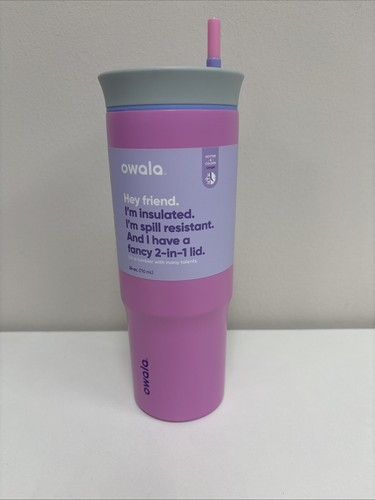 owala.
Hey friend.
I'm insulated.
I'm spill resistant.
And I have a
fancy 2-in-1 lid.
owala.